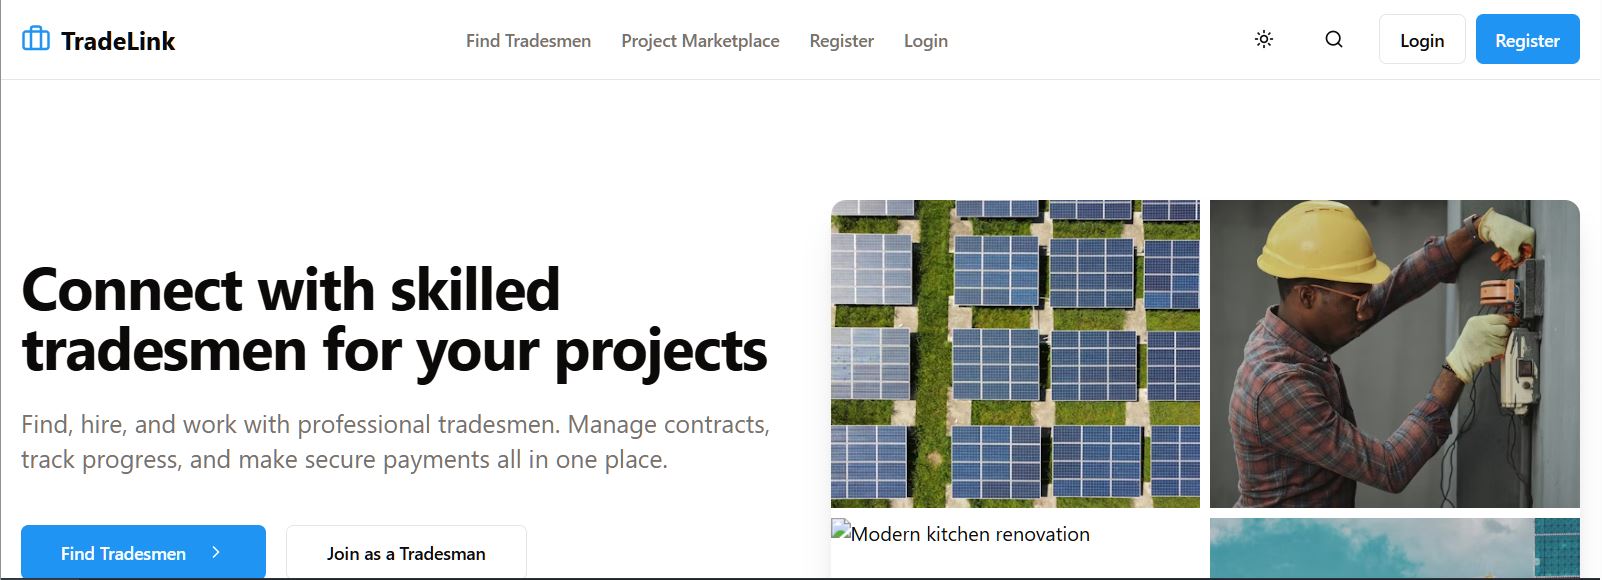 TradeLink
Find Tradesmen
Project Marketplace
Register
Login
Login
Register
Connect with skilled
tradesmen for your projects
Find, hire, and work with professional tradesmen. Manage contracts,
track progress, and make secure payments all in one place.
Find Tradesmen
Join as a Tradesman
Modern kitchen renovation